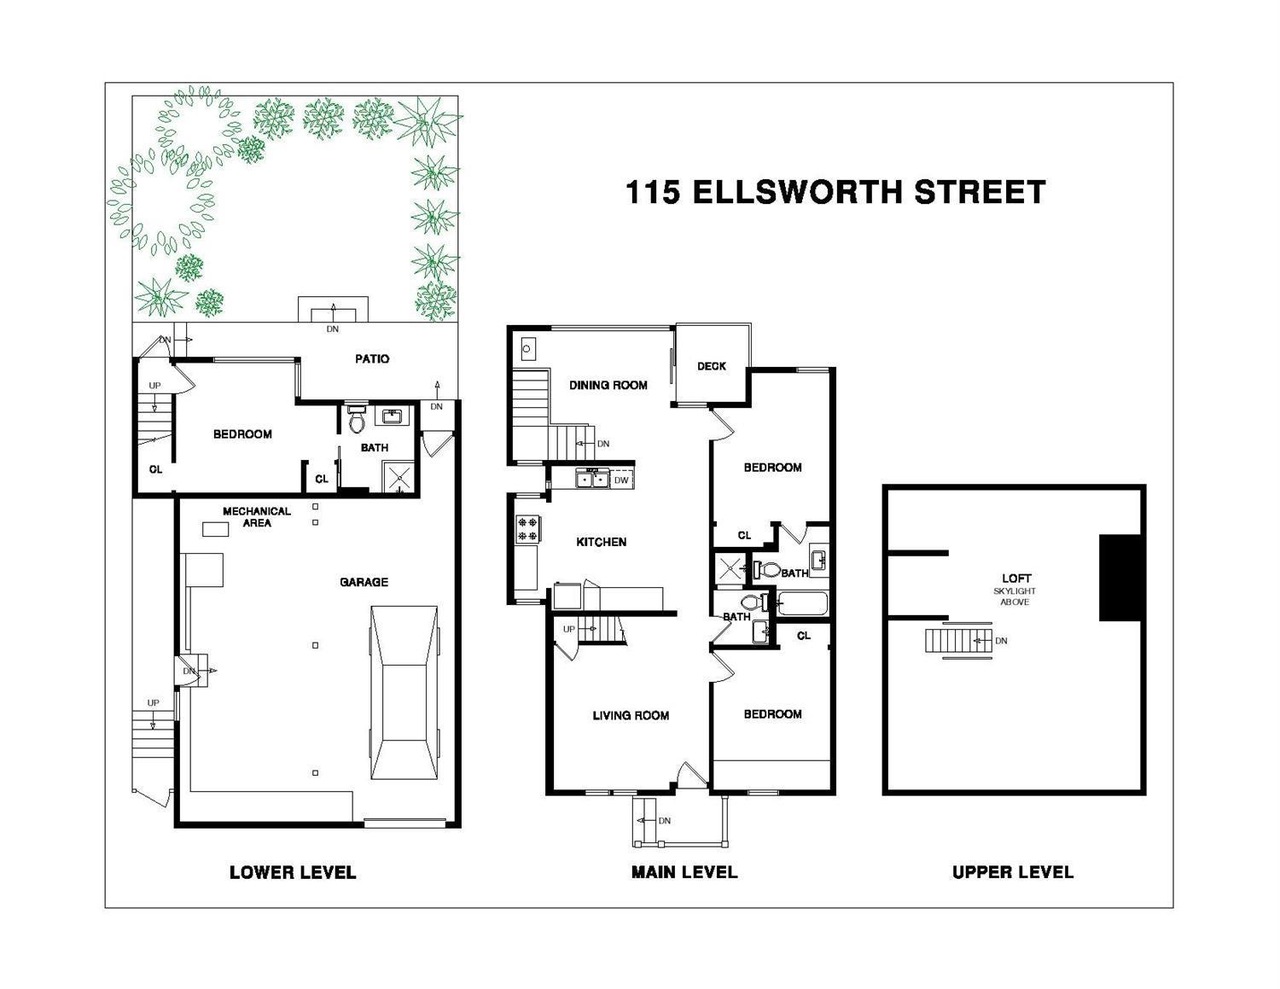 115 ELLSWORTH STREET
DN
DN
PATIO
UP
DN
BEDROOM
BATH
CL
CL
MECHANICAL
AREA
GARAGE
DN
UP
LOWER LEVEL
DINING ROOM
DECK
DN
BEDROOM
DW
KITCHEN
CL
BATH
BATH
UP
CL
LIVING ROOM
BEDROOM
DN
MAIN LEVEL
LOFT
SKYLIGHT
ABOVE
DN
UPPER LEVEL